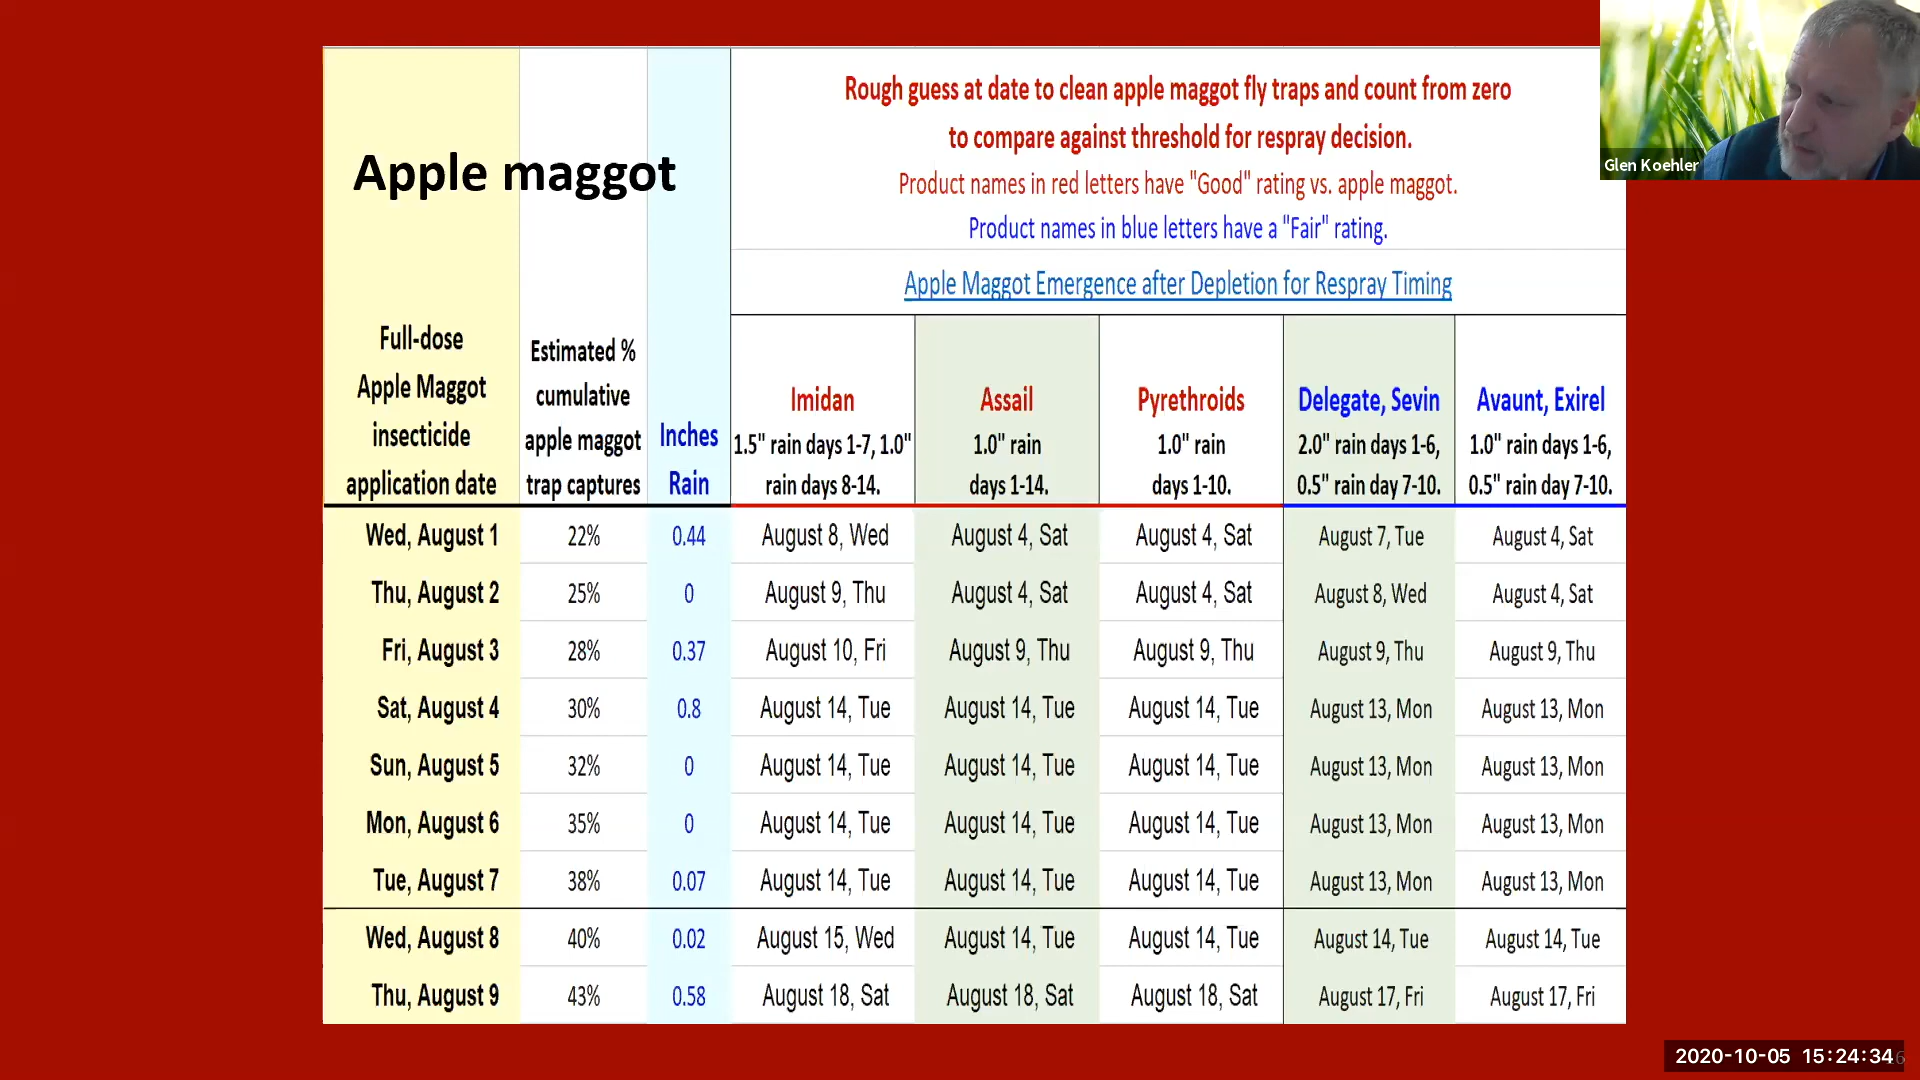 Rough guess at date to clean apple maggot fly traps and count from zero
to compare against threshold for respray decision.
Product names in red letters have "Good" rating vs. apple maggot.
Product names in blue letters have a "Fair" rating.
Glen Koehler
Apple maggot
Apple Maggot Emergence after Depletion for Respray Timing
Full-dose
Apple Maggot
insecticide
application date
Estimated %
cumulative
apple maggot
trap captures
Inches
Rain
Imidan
1.5" rain days 1-7, 1.0"
rain days 8-14.
Assail
1.0" rain
days 1-14.
Pyrethroids
1.0" rain
days 1-10.
Delegate, Sevin
2.0" rain days 1-6,
0.5" rain day 7-10.
Avaunt, Exirel
1.0" rain days 1-6,
0.5" rain day 7-10.
Wed, August 1 22% 0.44 August 8, Wed August 4, Sat August 4, Sat August 7, Tue August 4, Sat
Thu, August 2 25% 0 August 9, Thu August 4, Sat August 4, Sat August 8, Wed August 4, Sat
Fri, August 3 28% 0.37 August 10, Fri August 9, Thu August 9, Thu August 9, Thu August 9, Thu
Sat, August 4 30% 0.8 August 14, Tue August 14, Tue August 14, Tue August 13, Mon August 13, Mon
Sun, August 5 32% 0 August 14, Tue August 14, Tue August 14, Tue August 13, Mon August 13, Mon
Mon, August 6 35% 0 August 14, Tue August 14, Tue August 14, Tue August 13, Mon August 13, Mon
Tue, August 7 38% 0.07 August 14, Tue August 14, Tue August 14, Tue August 13, Mon August 13, Mon
Wed, August 8 40% 0.02 August 15, Wed August 14, Tue August 14, Tue August 14, Tue August 14, Tue
Thu, August 9 43% 0.58 August 18, Sat August 18, Sat August 18, Sat August 17, Fri August 17, Fri
2020-10-05 15:24:34